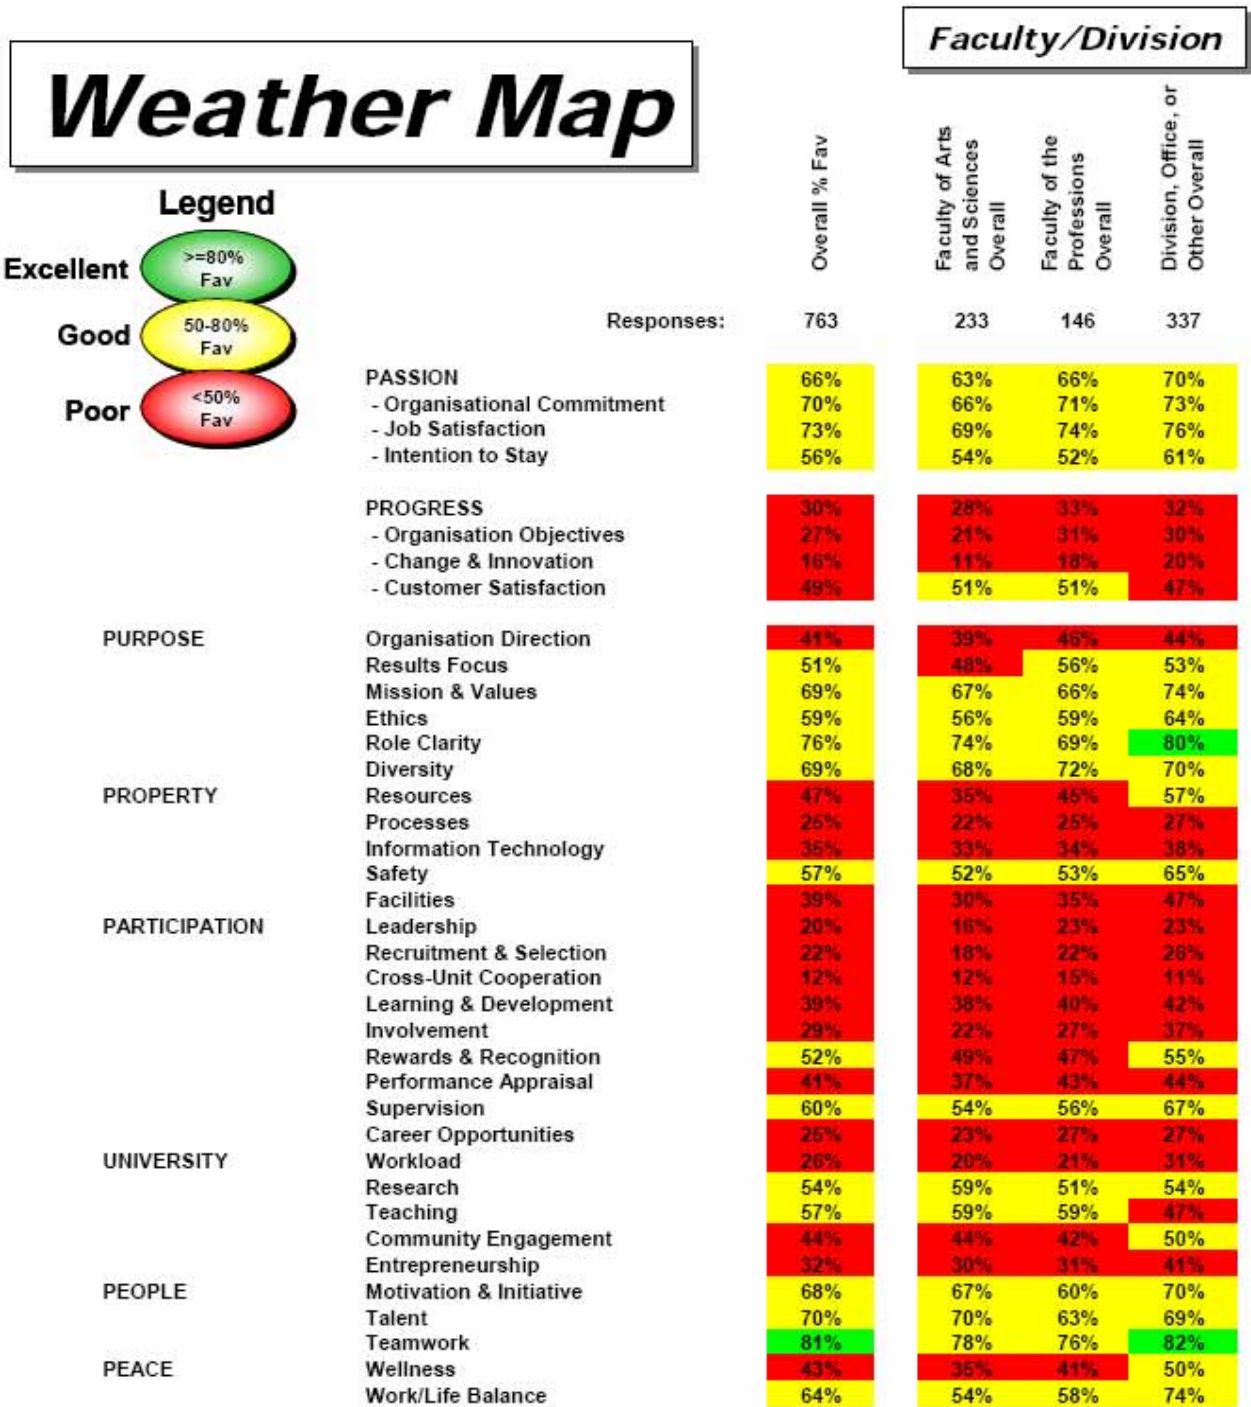 Weather Map
Faculty/Division
Legend
Excellent >=80% Fav
Good 50-80% Fav
Poor <50% Fav
Overall % Fav
Faculty of Arts and Sciences Overall
Faculty of the Professions Overall
Division, Office, or Other Overall
Responses: 763 233 146 337
PASSION 66% 63% 66% 70%
- Organisational Commitment 70% 66% 71% 73%
- Job Satisfaction 73% 69% 74% 76%
- Intention to Stay 56% 54% 52% 61%
PROGRESS 30% 28% 33% 32%
- Organisation Objectives 27% 21% 31% 30%
- Change & Innovation 16% 11% 18% 20%
- Customer Satisfaction 49% 51% 51% 47%
PURPOSE Organisation Direction 41% 39% 46% 44%
Results Focus 51% 48% 56% 53%
Mission & Values 69% 67% 66% 74%
Ethics 59% 56% 59% 64%
Role Clarity 76% 74% 69% 80%
Diversity 69% 68% 72% 70%
PROPERTY Resources 47% 35% 45% 57%
Processes 25% 22% 25% 27%
Information Technology 35% 33% 34% 38%
Safety 57% 52% 53% 65%
Facilities 39% 30% 35% 47%
PARTICIPATION Leadership 20% 16% 23% 23%
Recruitment & Selection 22% 18% 22% 26%
Cross-Unit Cooperation 12% 12% 15% 11%
Learning & Development 39% 38% 40% 42%
Involvement 29% 22% 27% 37%
Rewards & Recognition 52% 49% 47% 55%
Performance Appraisal 41% 37% 43% 44%
Supervision 60% 54% 56% 67%
Career Opportunities 25% 23% 27% 27%
UNIVERSITY Workload 26% 20% 21% 31%
Research 54% 59% 51% 54%
Teaching 57% 59% 59% 47%
Community Engagement 44% 44% 42% 50%
Entrepreneurship 32% 30% 31% 41%
PEOPLE Motivation & Initiative 68% 67% 60% 70%
Talent 70% 70% 63% 69%
Teamwork 81% 78% 76% 82%
PEACE Wellness 43% 35% 41% 50%
Work/Life Balance 64% 54% 58% 74%